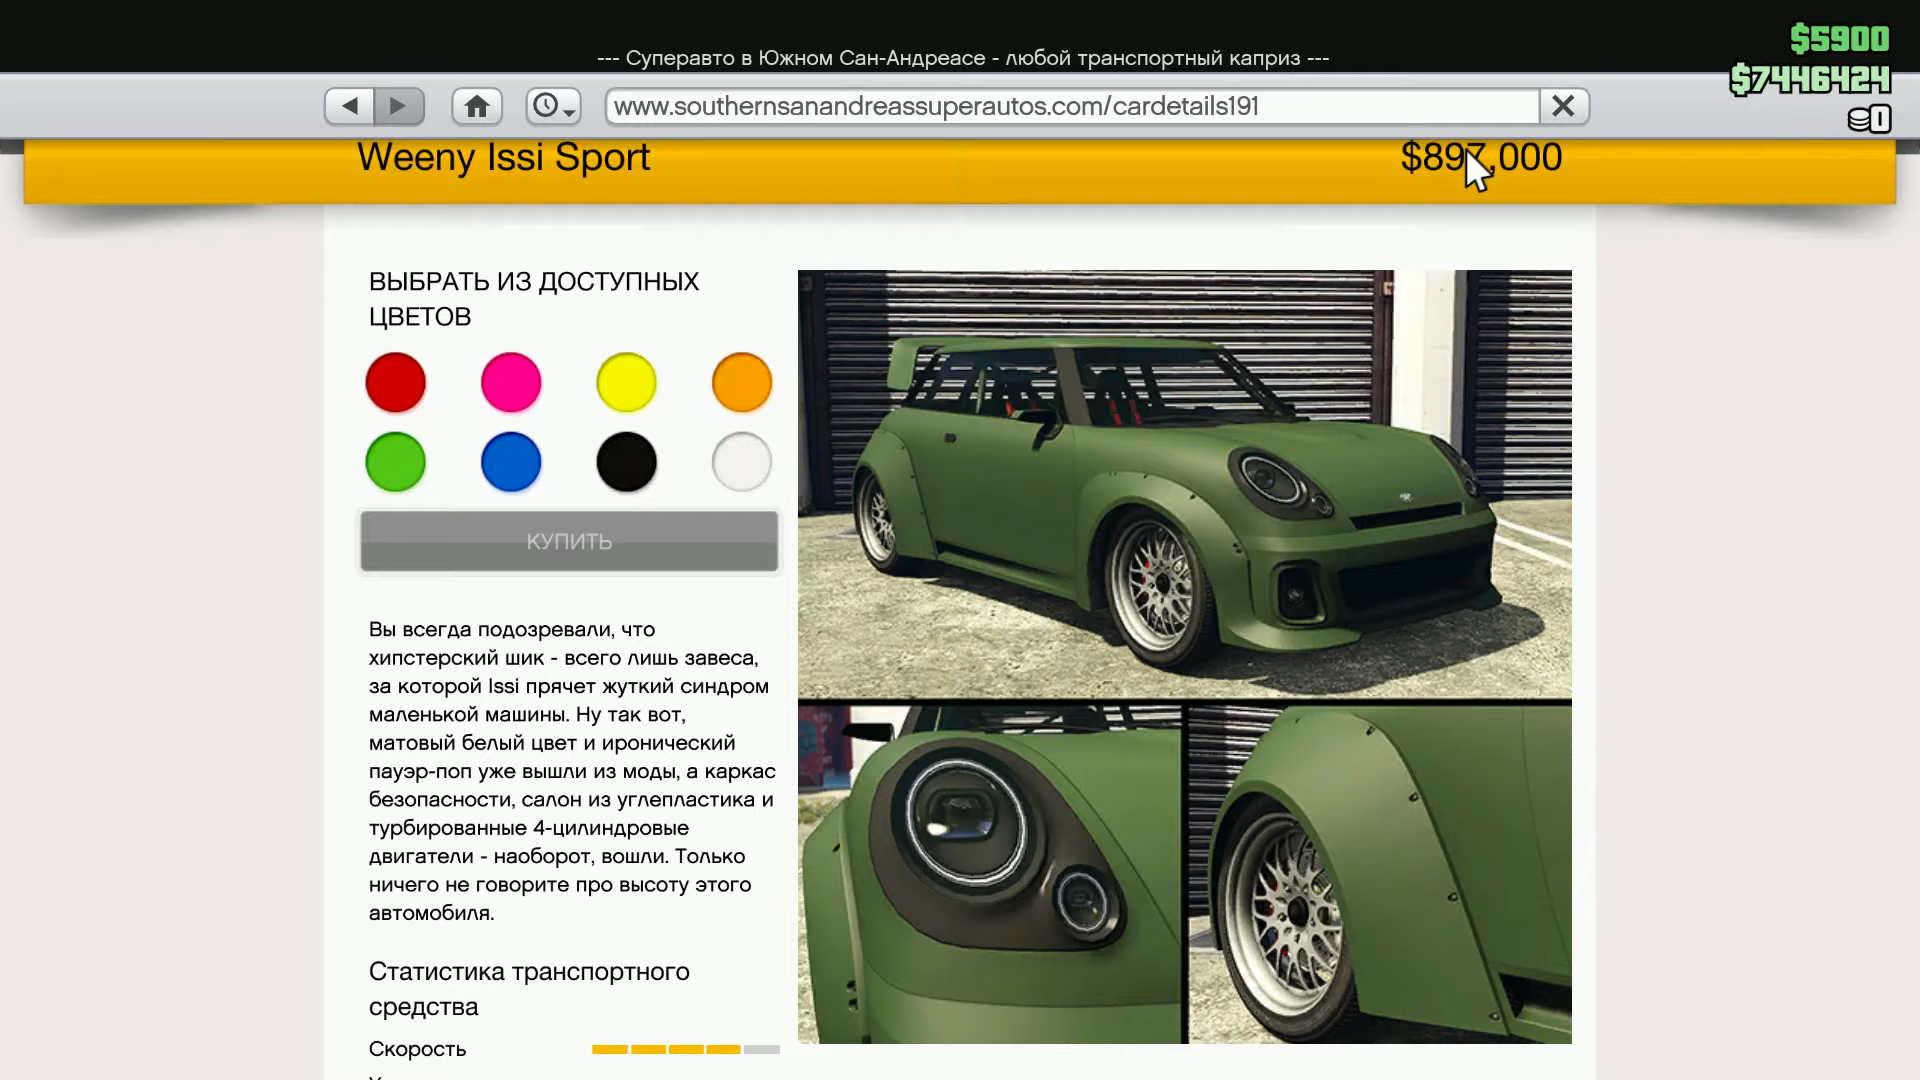 --- Суперавто в Южном Сан-Андреасе - любой транспортный каприз ---
$5900
$7446424
1
www.southernsanandreassuperautos.com/cardetails191
Weeny Issi Sport
$897,000
ВЫБРАТЬ ИЗ ДОСТУПНЫХ
ЦВЕТОВ
КУПИТЬ
Вы всегда подозревали, что
хипстерский шик - всего лишь завеса,
за которой Issi прячет жуткий синдром
маленькой машины. Ну так вот,
матовый белый цвет и иронический
пауэр-поп уже вышли из моды, а каркас
безопасности, салон из углепластика и
турбированные 4-цилиндровые
двигатели - наоборот, вошли. Только
ничего не говорите про высоту этого
автомобиля.
Статистика транспортного
средства
Скорость